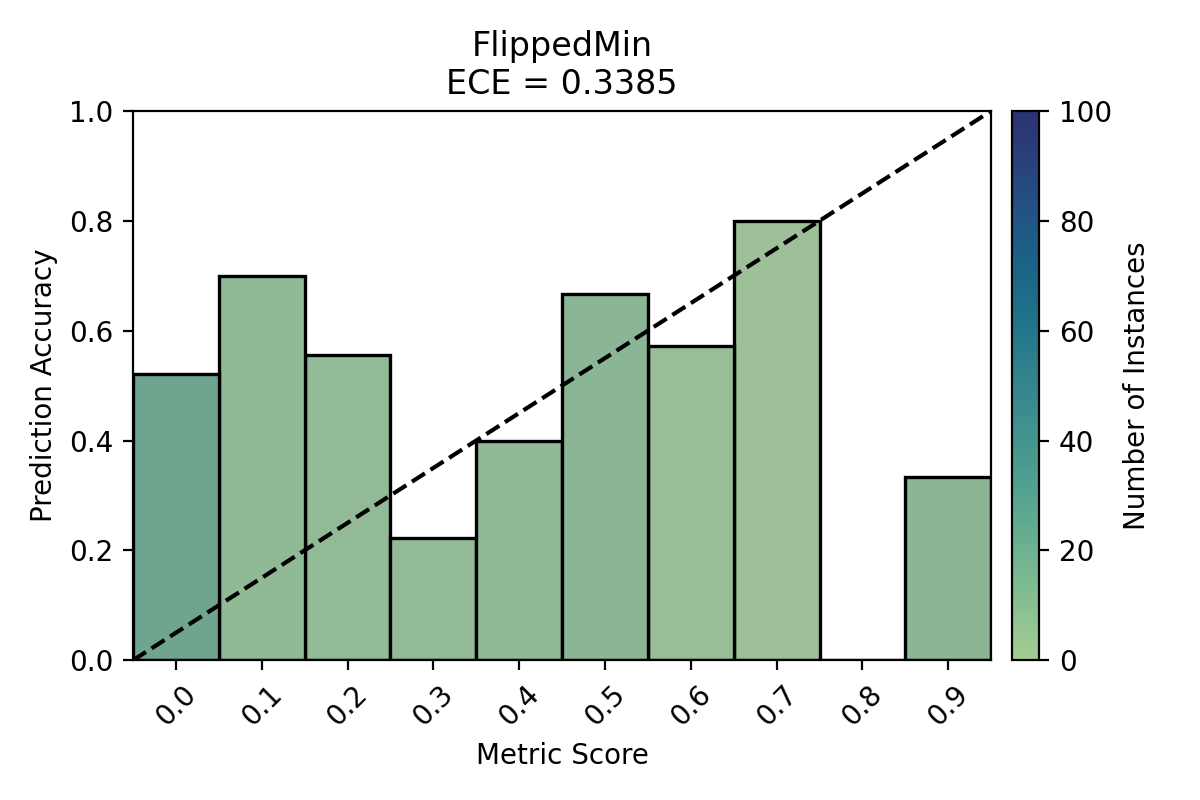 FlippedMin
ECE = 0.3385
Prediction Accuracy
1.0
0.8
0.6
0.4
0.2
0.0
0.0 0.1 0.2 0.3 0.4 0.5 0.6 0.7 0.8 0.9
Metric Score
100
80
60
40
20
0
Number of Instances